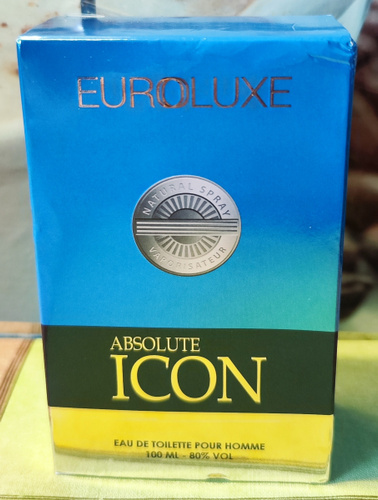 EUROLUXE
NATURAL SPRAY
VAPORISATEUR
ABSOLUTE
ICON
EAU DE TOILETTE POUR HOMME
100 ML - 80% VOL